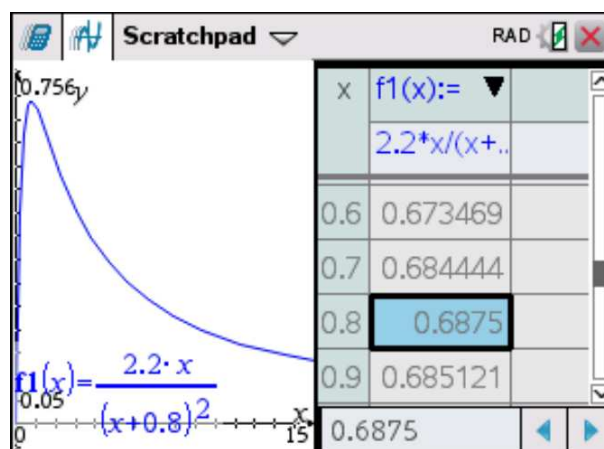 Scratchpad RAD
0.756 y
f1(x)=2.2·x/(x+0.8)²
0.05
x
0
15
x f1(x):= ▼
2.2*x/(x+..
0.6 0.673469
0.7 0.684444
0.8 0.6875
0.9 0.685121
0.6875